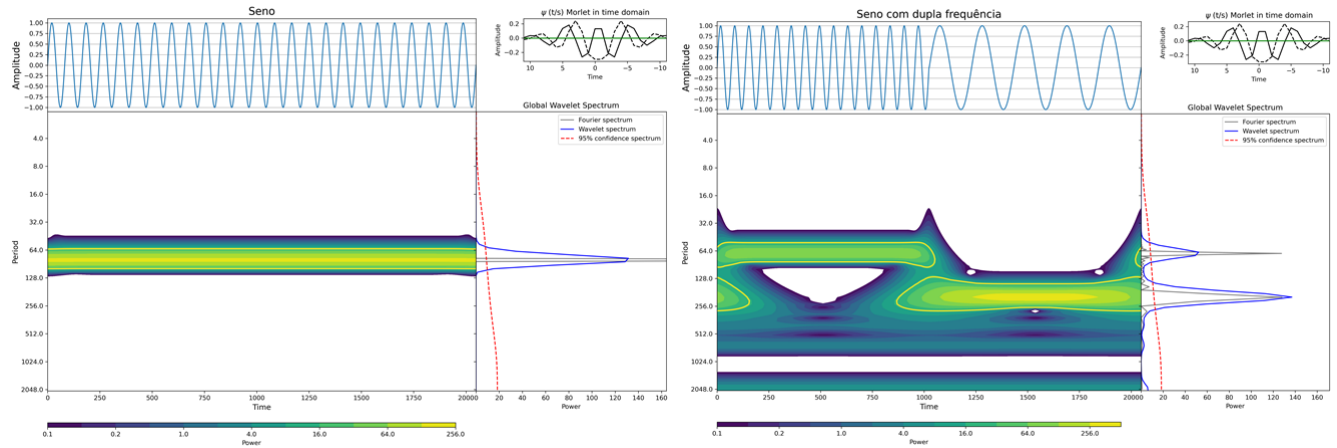 Seno
Amplitude
1.00
0.75
0.50
0.25
0.00
−0.25
−0.50
−0.75
−1.00
ψ (t/s) Morlet in time domain
Amplitude
0.2
0.0
−0.2
10 5 0 −5 −10
Time
Global Wavelet Spectrum
Fourier spectrum
Wavelet spectrum
95% confidence spectrum
Period
4.0
8.0
16.0
32.0
64.0
128.0
256.0
512.0
1024.0
2048.0
0 250 500 750 1000 1250 1500 1750 2000
Time
20 40 60 80 100 120 140 160
Power
0.1 0.2 1.0 4.0 16.0 64.0 256.0
Power
Seno com dupla frequência
Amplitude
1.00
0.75
0.50
0.25
0.00
−0.25
−0.50
−0.75
−1.00
ψ (t/s) Morlet in time domain
Amplitude
0.2
0.0
−0.2
10 5 0 −5 −10
Time
Global Wavelet Spectrum
Fourier spectrum
Wavelet spectrum
95% confidence spectrum
Period
4.0
8.0
16.0
32.0
64.0
128.0
256.0
512.0
1024.0
2048.0
0 250 500 750 1000 1250 1500 1750 2000
Time
20 40 60 80 100 120 140 160
Power
0.1 0.2 1.0 4.0 16.0 64.0 256.0
Power